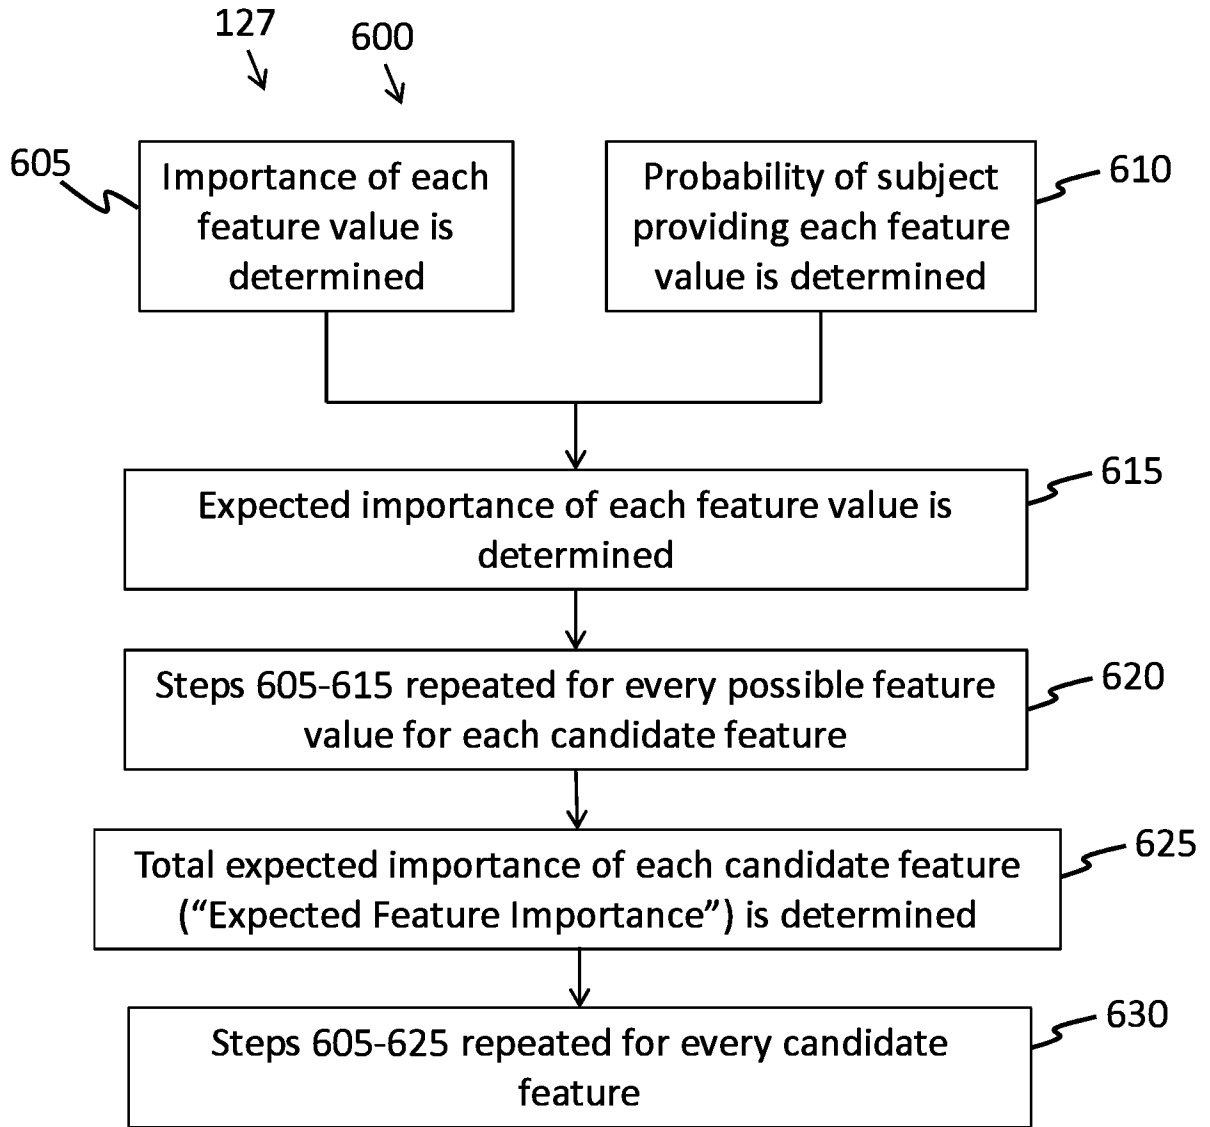 127
600
605
Importance of each
feature value is
determined
Probability of subject
providing each feature
value is determined
610
Expected importance of each feature value is
determined
615
Steps 605-615 repeated for every possible feature
value for each candidate feature
620
Total expected importance of each candidate feature
(“Expected Feature Importance”) is determined
625
Steps 605-625 repeated for every candidate
feature
630